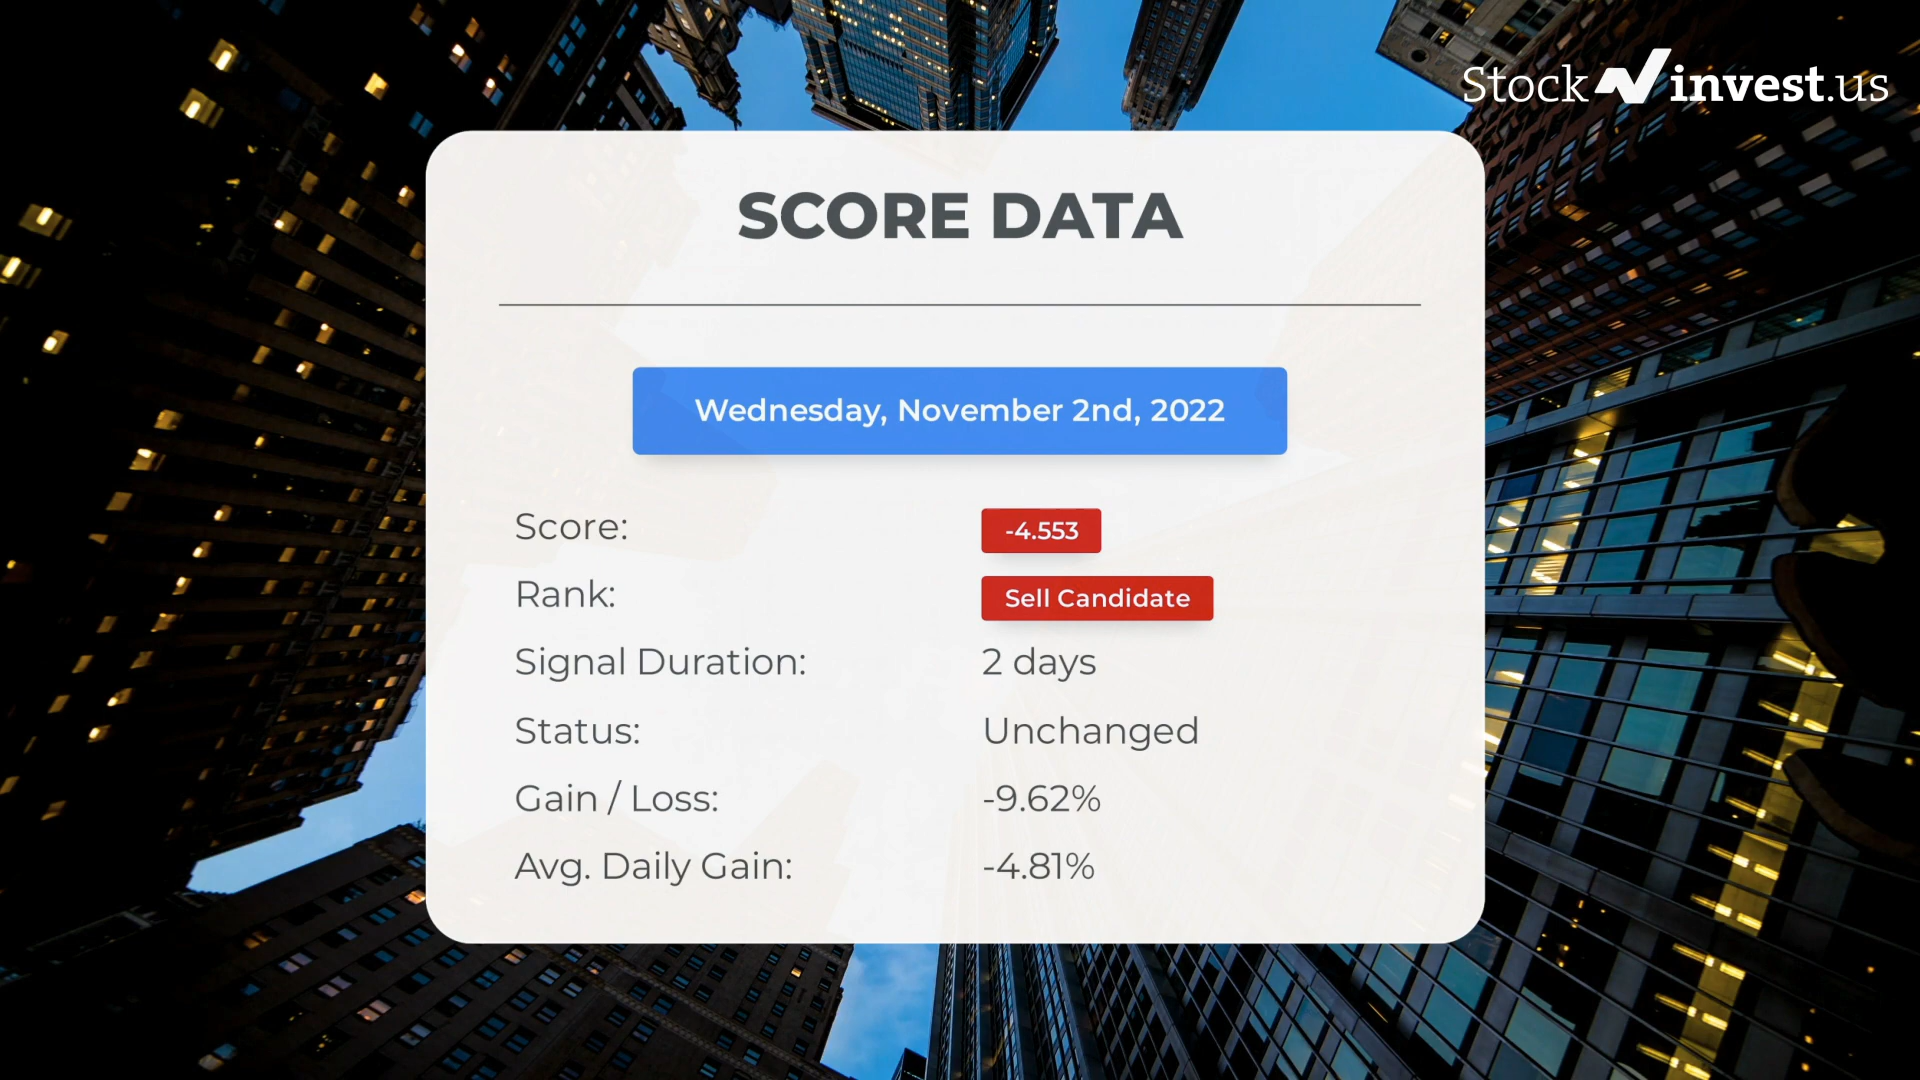 Stock invest.us
SCORE DATA
Wednesday, November 2nd, 2022
Score: -4.553
Rank: Sell Candidate
Signal Duration: 2 days
Status: Unchanged
Gain / Loss: -9.62%
Avg. Daily Gain: -4.81%